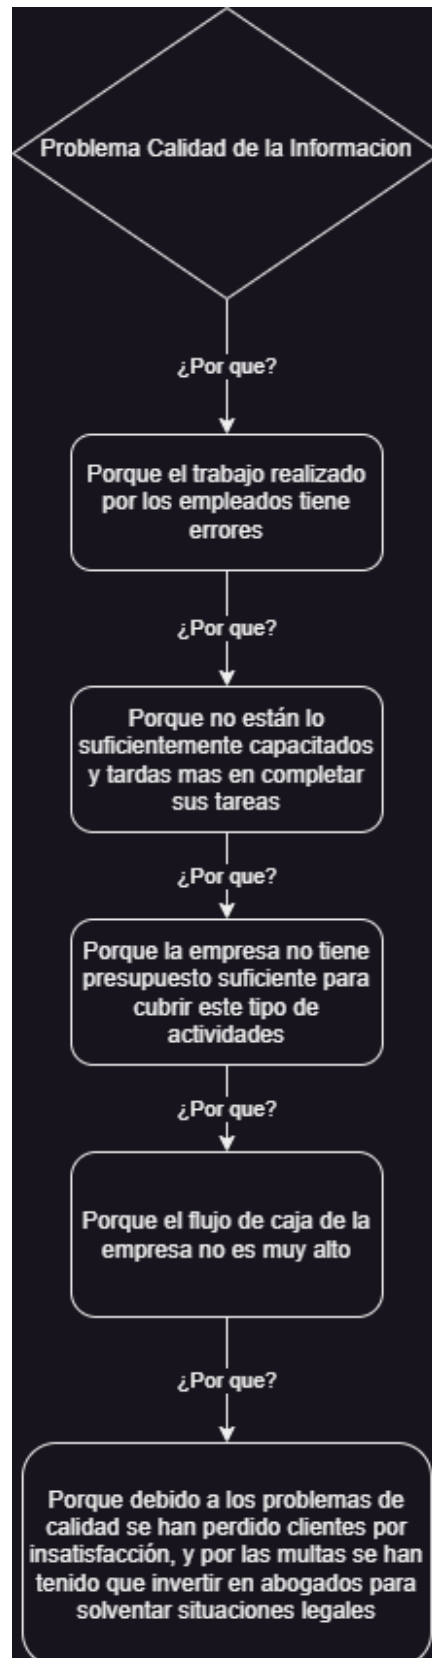 Problema Calidad de la Informacion
¿Por que?
Porque el trabajo realizado
por los empleados tiene
errores
¿Por que?
Porque no están lo
suficientemente capacitados
y tardas mas en completar
sus tareas
¿Por que?
Porque la empresa no tiene
presupuesto suficiente para
cubrir este tipo de
actividades
¿Por que?
Porque el flujo de caja de la
empresa no es muy alto
¿Por que?
Porque debido a los problemas de
calidad se han perdido clientes por
insatisfacción, y por las multas se han
tenido que invertir en abogados para
solventar situaciones legales